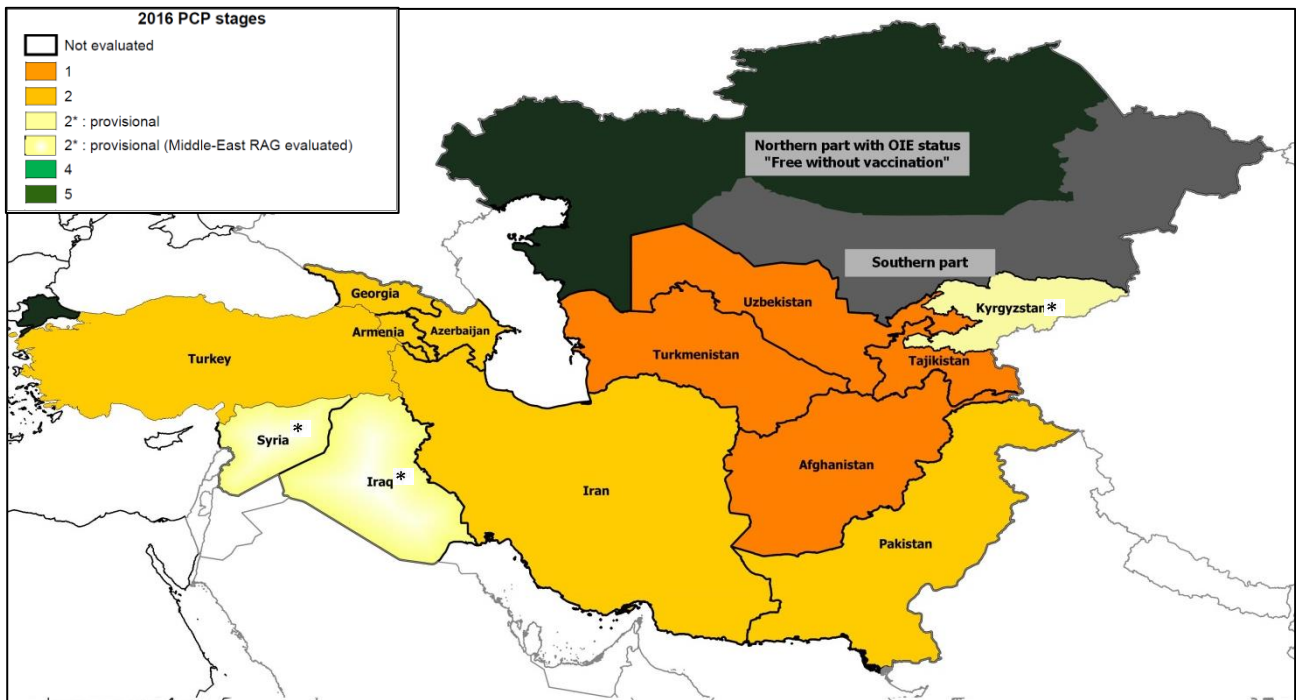 2016 PCP stages
Not evaluated
1
2
2* : provisional
2* : provisional (Middle-East RAG evaluated)
4
5
Northern part with OIE status
"Free without vaccination"
Southern part
Georgia
Uzbekistan
Kyrgyzstan*
Armenia
Azerbaijan
Turkey
Turkmenistan
Tajikistan
Syria *
Afghanistan
Iraq *
Iran
Pakistan